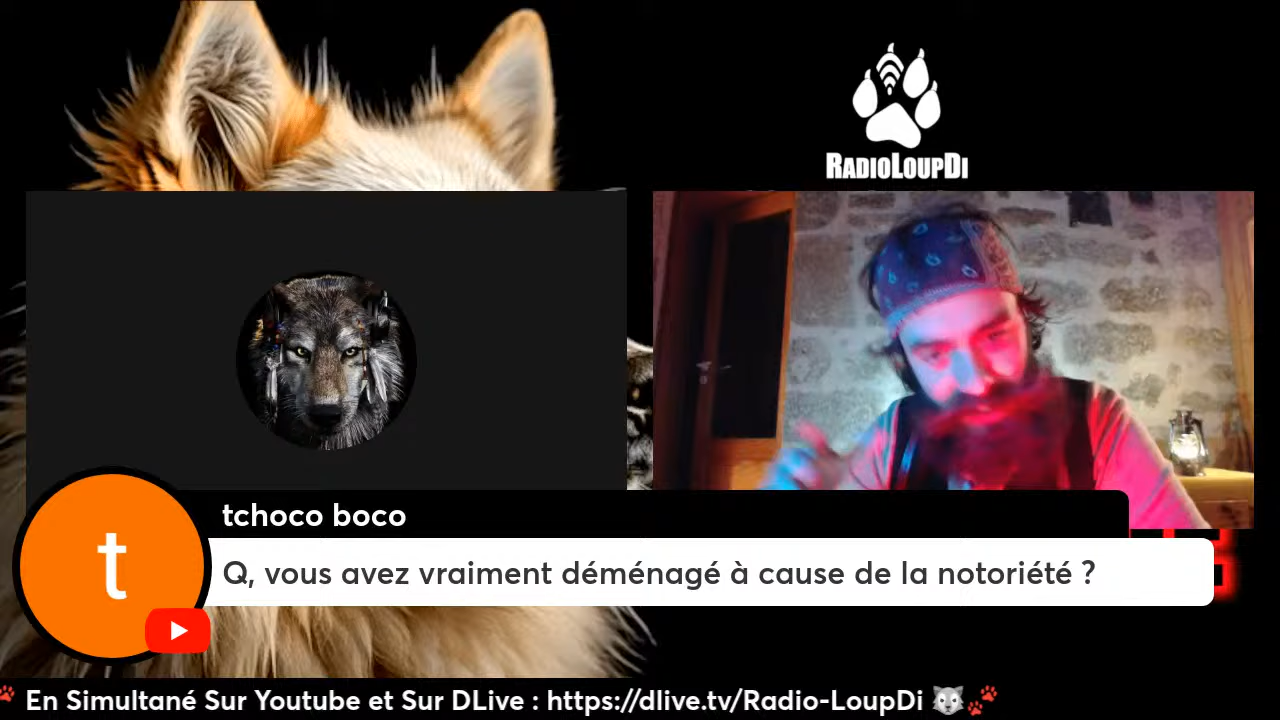 RADIOLOUPDI
tchoco boco
t
Q, vous avez vraiment déménagé à cause de la notoriété ?
En Simultané Sur Youtube et Sur DLive : https://dlive.tv/Radio-LoupDi